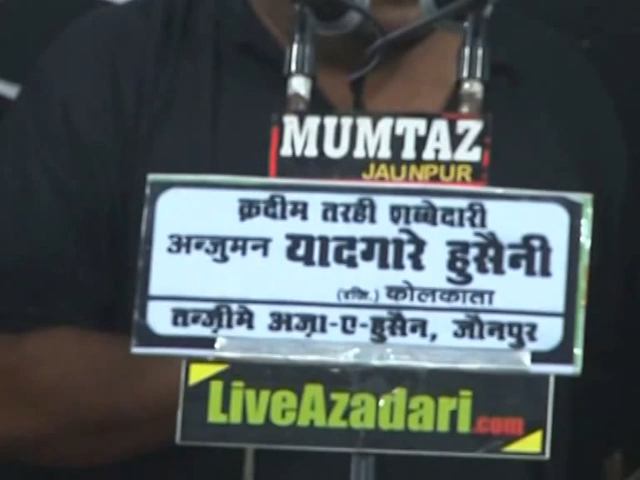 MUMTAZ
JAUNPUR
क़दीम तरही शब्बेदारी
अन्जुमन यादगारे हुसैनी
(रजि.) कोलकाता
तन्ज़ीमे अज़ा-ए-हुसैन, जौनपुर
LiveAzadari.com